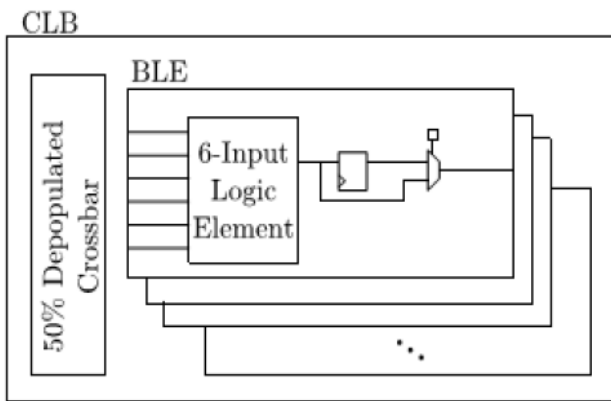 CLB
BLE
6-Input
Logic
Element
50% Depopulated
Crossbar